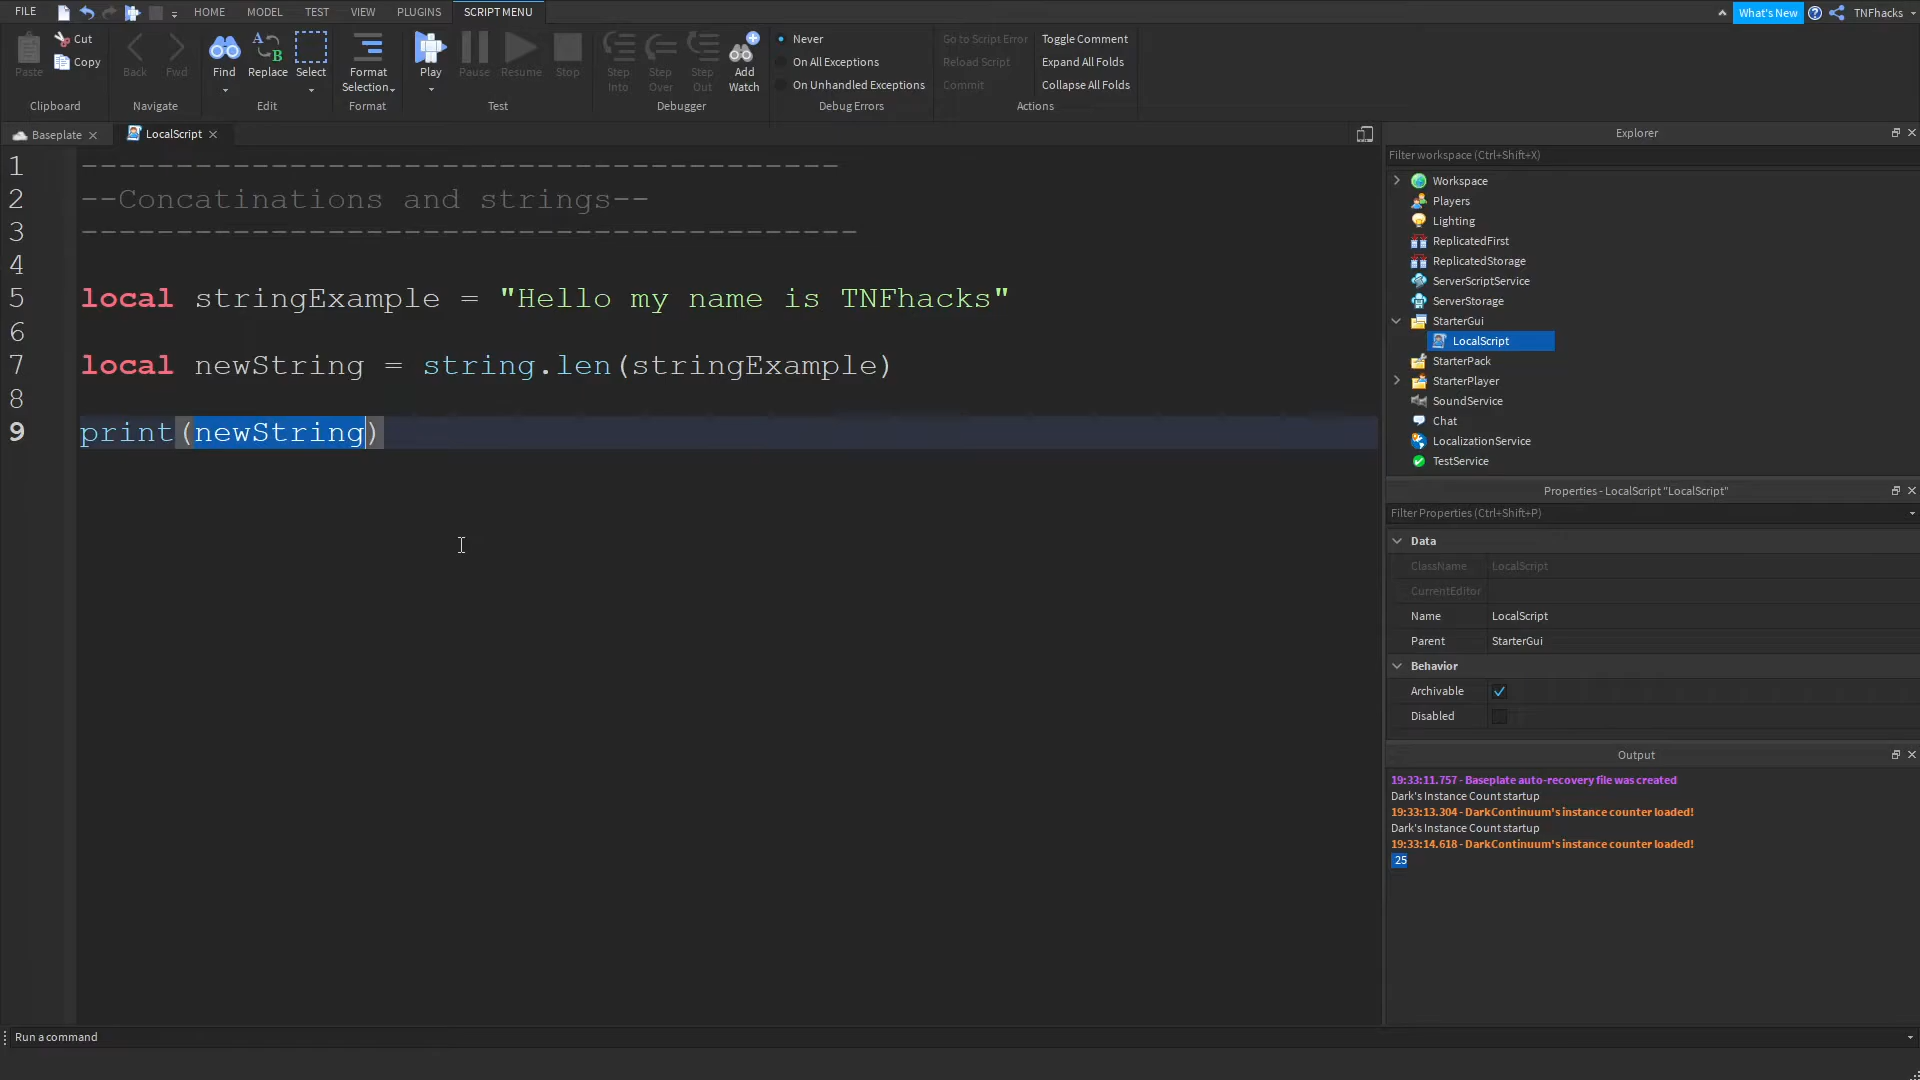 FILE HOME MODEL TEST VIEW PLUGINS SCRIPT MENU What's New TNFhacks
Paste Cut Copy
Clipboard
Back Fwd
Navigate
Find Replace Select
Edit
Format Selection
Format
Play Pause Resume Stop
Test
Step Into Step Over Step Out Add Watch
Debugger
Never
On All Exceptions
On Unhandled Exceptions
Debug Errors
Go to Script Error Toggle Comment
Reload Script Expand All Folds
Commit Collapse All Folds
Actions
Baseplate LocalScript
1 ----------------------------------------
2 --Concatinations and strings--
3 -----------------------------------------
4
5 local stringExample = "Hello my name is TNFhacks"
6
7 local newString = string.len(stringExample)
8
9 print(newString)
Explorer
Filter workspace (Ctrl+Shift+X)
Workspace
Players
Lighting
ReplicatedFirst
ReplicatedStorage
ServerScriptService
ServerStorage
StarterGui
LocalScript
StarterPack
StarterPlayer
SoundService
Chat
LocalizationService
TestService
Properties - LocalScript "LocalScript"
Filter Properties (Ctrl+Shift+P)
Data
ClassName LocalScript
CurrentEditor
Name LocalScript
Parent StarterGui
Behavior
Archivable
Disabled
Output
19:33:11.757 - Baseplate auto-recovery file was created
Dark's Instance Count startup
19:33:13.304 - DarkContinuum's instance counter loaded!
Dark's Instance Count startup
19:33:14.618 - DarkContinuum's instance counter loaded!
25
Run a command